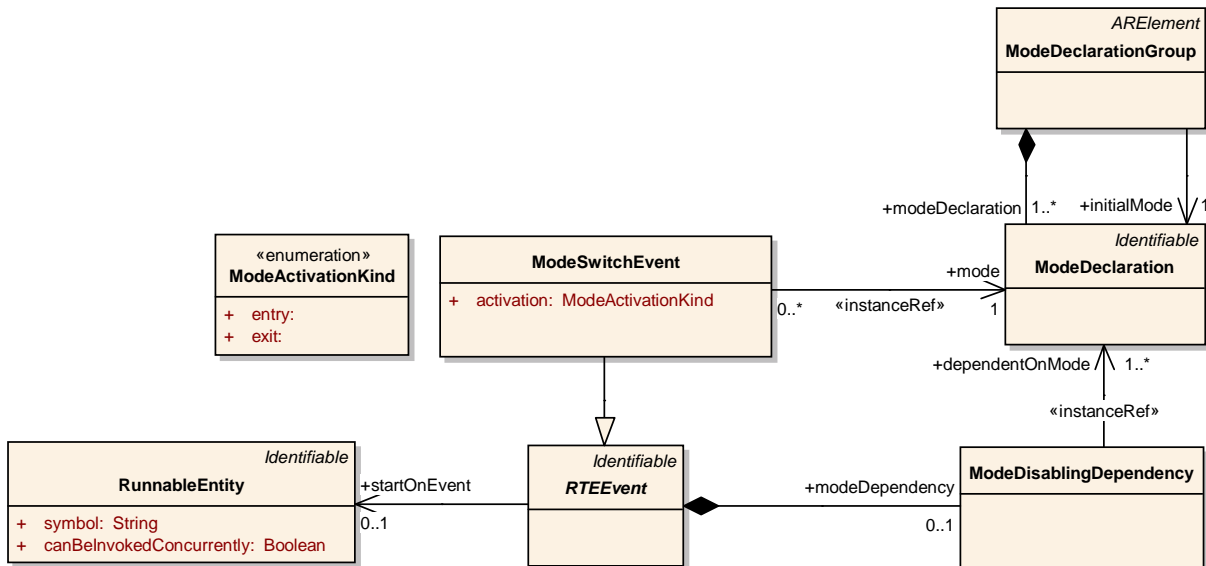 ARElement
ModeDeclarationGroup
+modeDeclaration 1..* +initialMode 1
«enumeration»
ModeActivationKind
+ entry:
+ exit:
ModeSwitchEvent
+ activation: ModeActivationKind
+mode
0..* «instanceRef» 1
Identifiable
ModeDeclaration
+dependentOnMode 1..*
«instanceRef»
Identifiable
RunnableEntity
+ symbol: String
+ canBeInvokedConcurrently: Boolean
+startOnEvent
0..1
Identifiable
RTEEvent
+modeDependency
0..1
ModeDisablingDependency